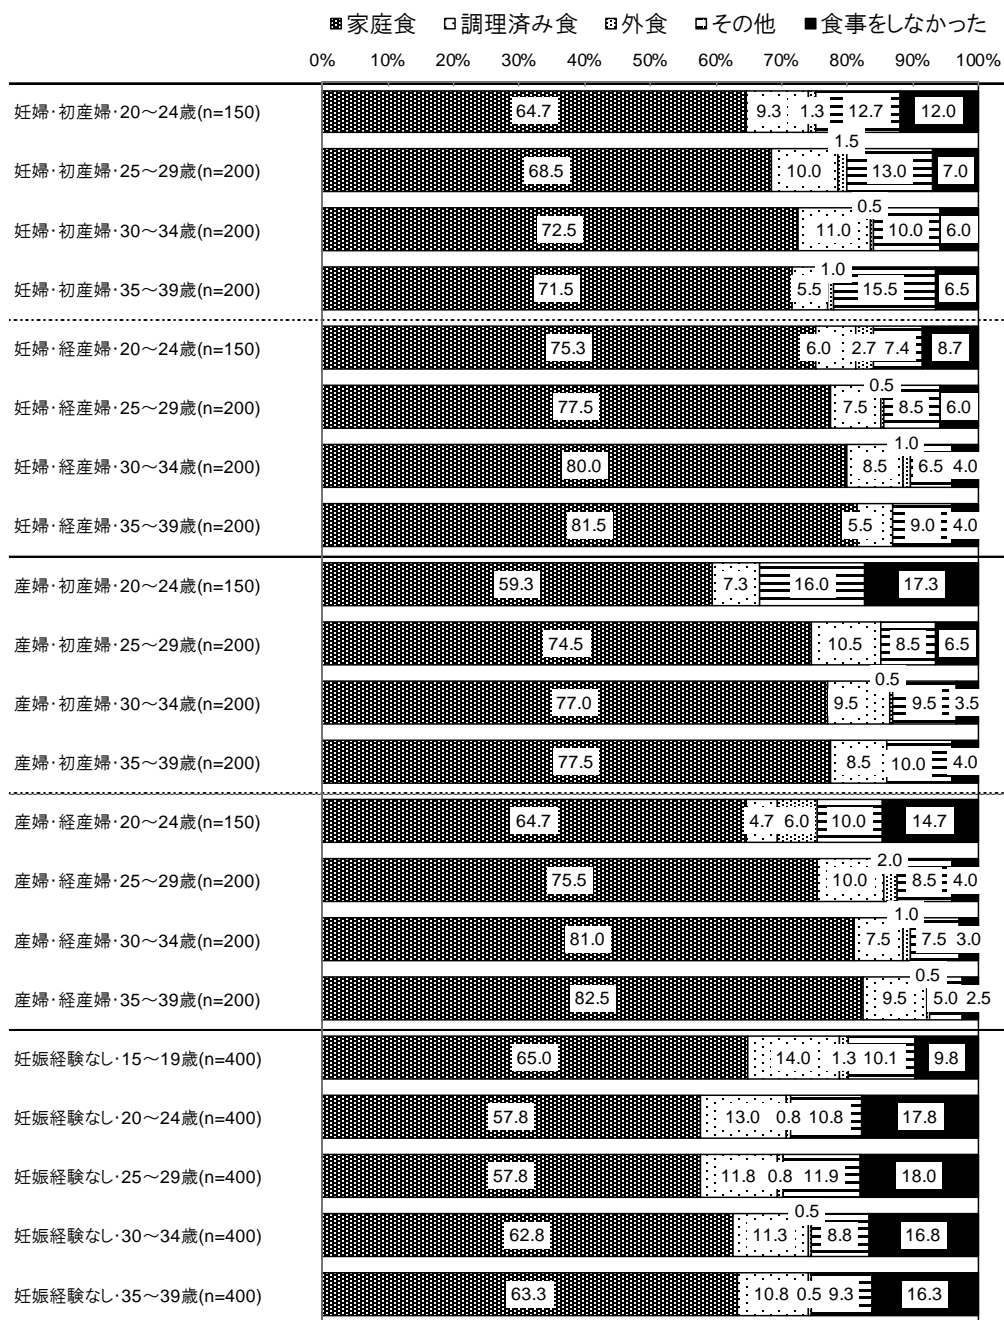 家庭食 調理済み食 外食 その他 食事をしなかった
0% 10% 20% 30% 40% 50% 60% 70% 80% 90% 100%
妊婦・初産婦・20～24歳(n=150) 64.7 9.3 1.3 12.7 12.0
妊婦・初産婦・25～29歳(n=200) 68.5 10.0 1.5 13.0 7.0
妊婦・初産婦・30～34歳(n=200) 72.5 11.0 0.5 10.0 6.0
妊婦・初産婦・35～39歳(n=200) 71.5 5.5 1.0 15.5 6.5
妊婦・経産婦・20～24歳(n=150) 75.3 6.0 2.7 7.4 8.7
妊婦・経産婦・25～29歳(n=200) 77.5 7.5 0.5 8.5 6.0
妊婦・経産婦・30～34歳(n=200) 80.0 8.5 1.0 6.5 4.0
妊婦・経産婦・35～39歳(n=200) 81.5 5.5 9.0 4.0
産婦・初産婦・20～24歳(n=150) 59.3 7.3 16.0 17.3
産婦・初産婦・25～29歳(n=200) 74.5 10.5 8.5 6.5
産婦・初産婦・30～34歳(n=200) 77.0 9.5 0.5 9.5 3.5
産婦・初産婦・35～39歳(n=200) 77.5 8.5 10.0 4.0
産婦・経産婦・20～24歳(n=150) 64.7 4.7 6.0 10.0 14.7
産婦・経産婦・25～29歳(n=200) 75.5 10.0 2.0 8.5 4.0
産婦・経産婦・30～34歳(n=200) 81.0 7.5 1.0 7.5 3.0
産婦・経産婦・35～39歳(n=200) 82.5 9.5 0.5 5.0 2.5
妊娠経験なし・15～19歳(n=400) 65.0 14.0 1.3 10.1 9.8
妊娠経験なし・20～24歳(n=400) 57.8 13.0 0.8 10.8 17.8
妊娠経験なし・25～29歳(n=400) 57.8 11.8 0.8 11.9 18.0
妊娠経験なし・30～34歳(n=400) 62.8 11.3 0.5 8.8 16.8
妊娠経験なし・35～39歳(n=400) 63.3 10.8 0.5 9.3 16.3